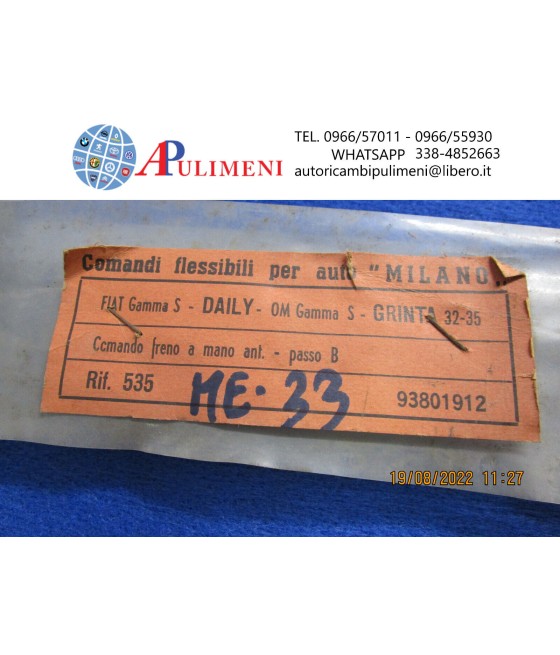 APULIMENI
TEL. 0966/57011 - 0966/55930
WHATSAPP 338-4852663
autoricambipulimeni@libero.it
Comandi flessibili per auto "MILANO"
FIAT Gamma S - DAILY - OM Gamma S - GRINTA 32-35
Comando freno a mano ant. - passo B
Rif. 535
ME-33
93801912
19/08/2022 11:27